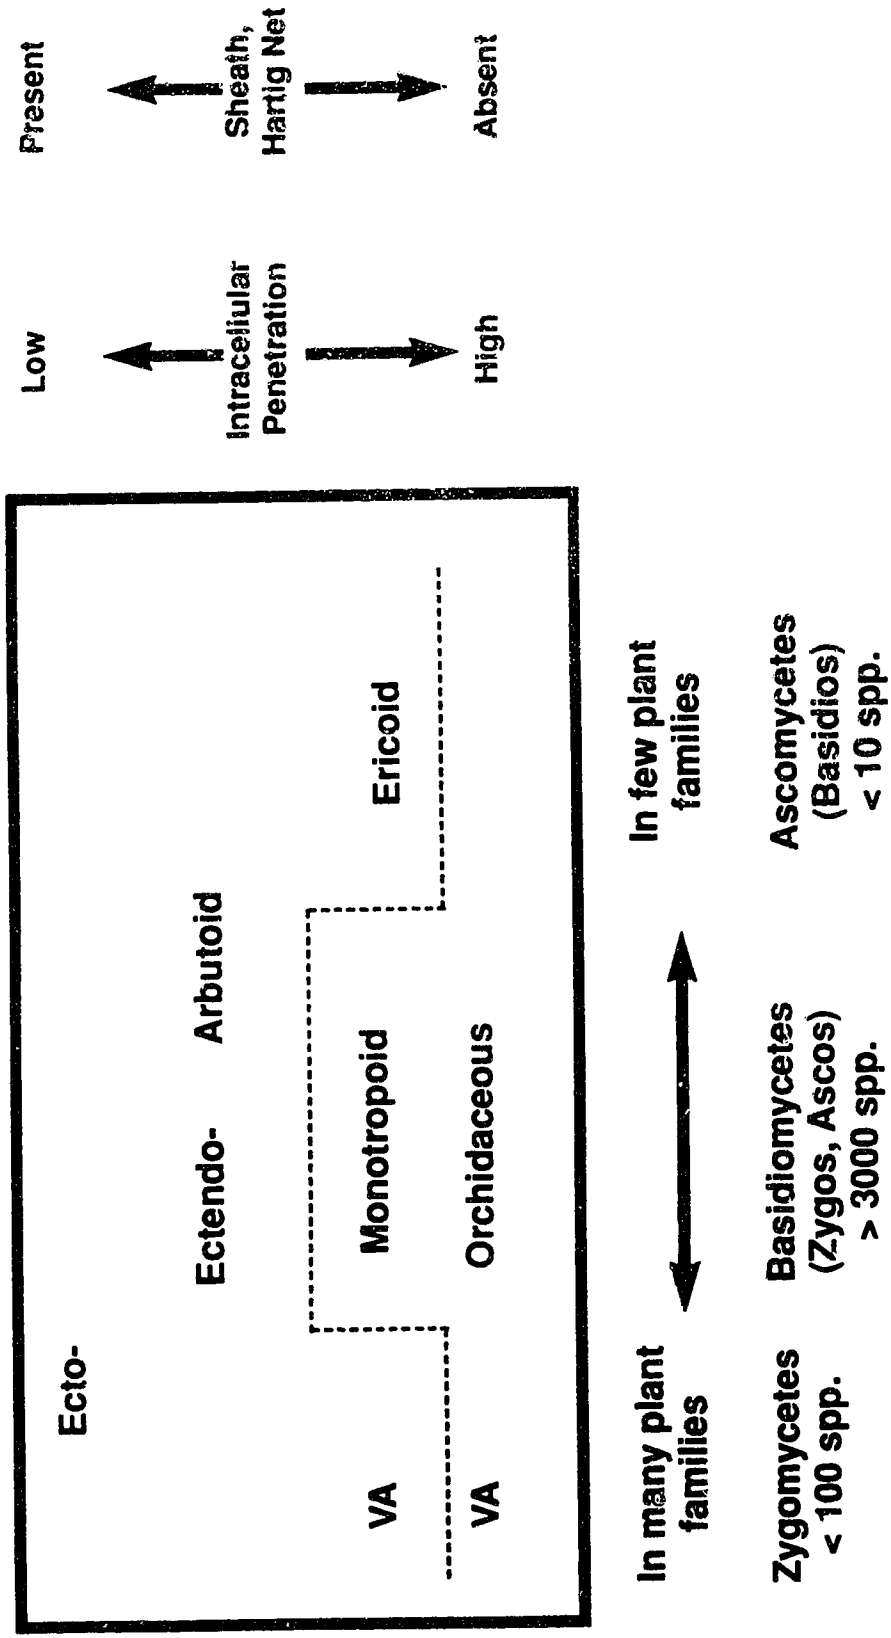 Ecto-
Ectendo-
Arbutoid
VA
Monotropoid
Ericoid
VA
Orchidaceous
Low
Intracellular
Penetration
High
Present
Sheath,
Hartig Net
Absent
In many plant
families
In few plant
families
Zygomycetes
< 100 spp.
Basidiomycetes
(Zygos, Ascos)
> 3000 spp.
Ascomycetes
(Basidios)
< 10 spp.